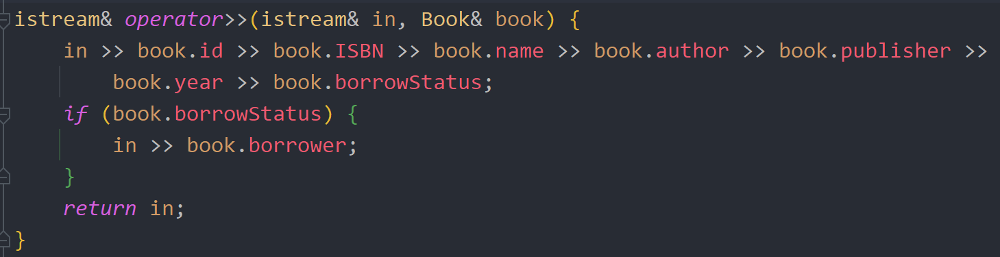 istream& operator>>(istream& in, Book& book) {
    in >> book.id >> book.ISBN >> book.name >> book.author >> book.publisher >>
        book.year >> book.borrowStatus;
    if (book.borrowStatus) {
        in >> book.borrower;
    }
    return in;
}